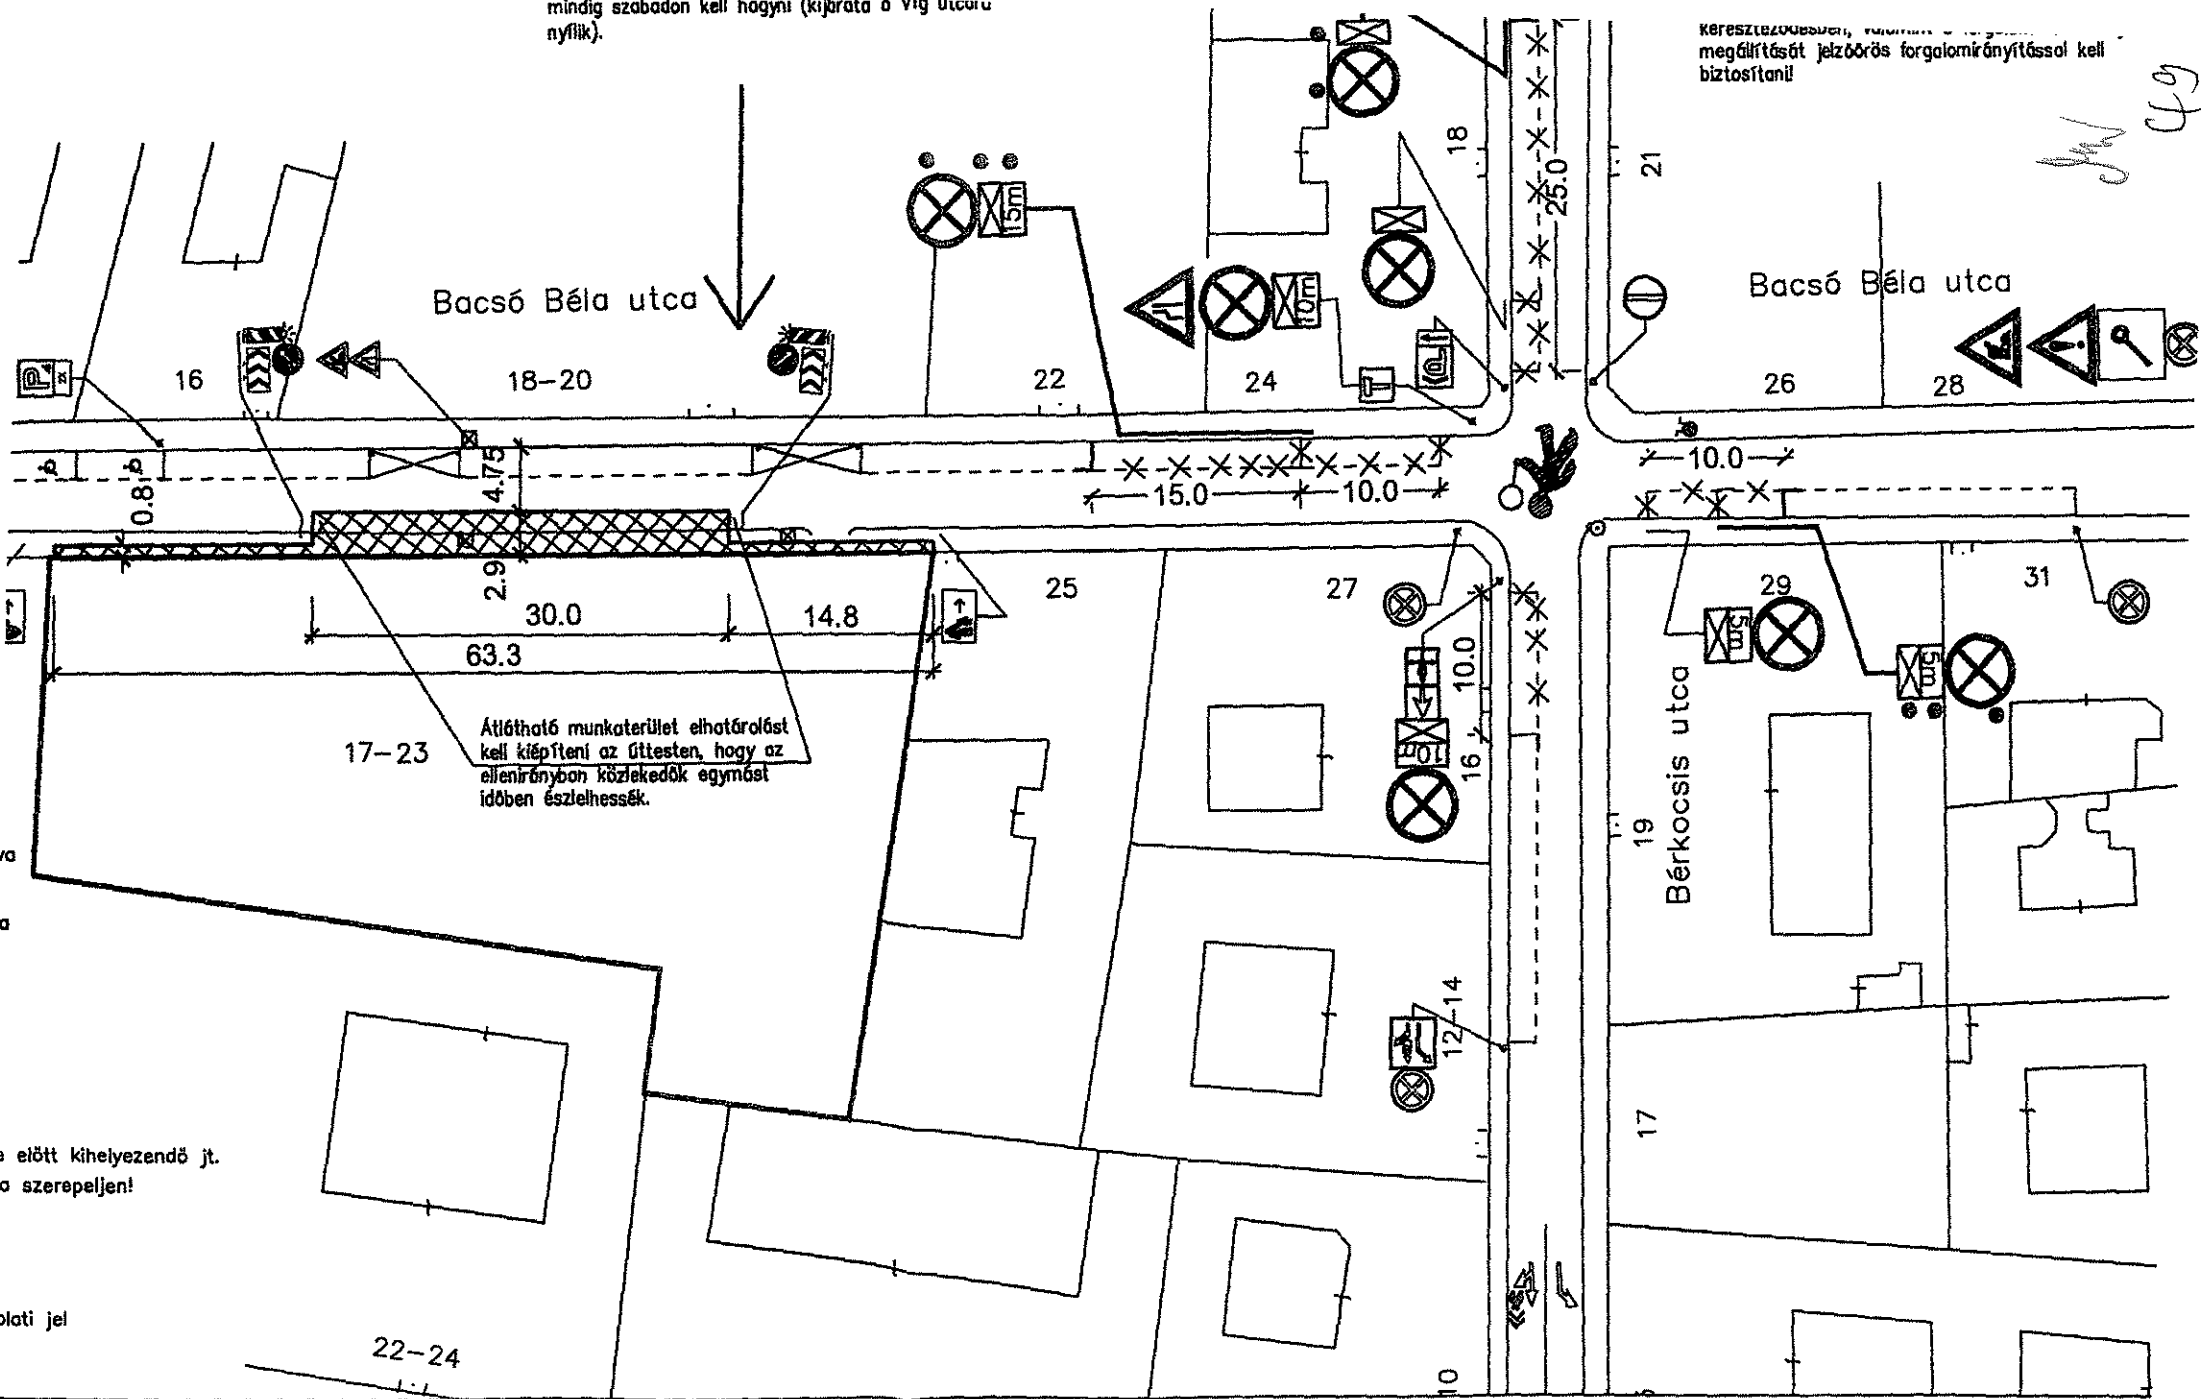 mindig szabadon kell hagyni (kijárata a Víg utcára
nyílik).
megállítását jelzőőrös forgalomirányítással kell
biztosítani!
49
18
21
25.0
15m
10m
Bacsó Béla utca
Bacsó Béla utca
P
16
18-20
22
24
26
28
0.8
4.75
15.0
10.0
10.0
2.9
30.0
14.8
63.3
25
27
29
31
5m
5m
10.0
10m
16
17-23
Átlátható munkaterület elhatárolást
kell kiépíteni az úttesten, hogy az
ellenirányban közlekedők egymást
időben észlelhessék.
19
Bérkocsis utca
va
a
12-14
17
előtt kihelyezendő jt.
a szerepeljen!
jel
22-24
10